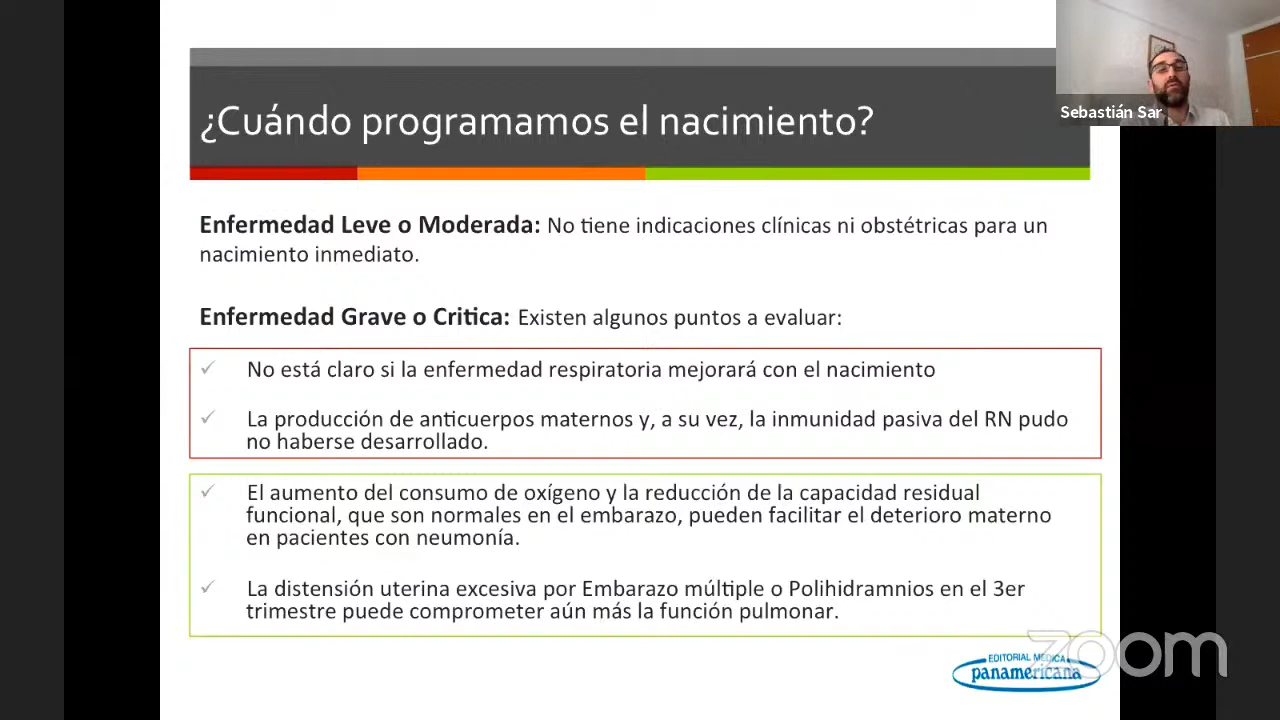 ¿Cuándo programamos el nacimiento?
Sebastián Sar
Enfermedad Leve o Moderada: No tiene indicaciones clínicas ni obstétricas para un
nacimiento inmediato.
Enfermedad Grave o Critica: Existen algunos puntos a evaluar:
✓ No está claro si la enfermedad respiratoria mejorará con el nacimiento
✓ La producción de anticuerpos maternos y, a su vez, la inmunidad pasiva del RN pudo
no haberse desarrollado.
✓ El aumento del consumo de oxígeno y la reducción de la capacidad residual
funcional, que son normales en el embarazo, pueden facilitar el deterioro materno
en pacientes con neumonía.
✓ La distensión uterina excesiva por Embarazo múltiple o Polihidramnios en el 3er
trimestre puede comprometer aún más la función pulmonar.
zoom
EDITORIAL MEDICA
panamericana